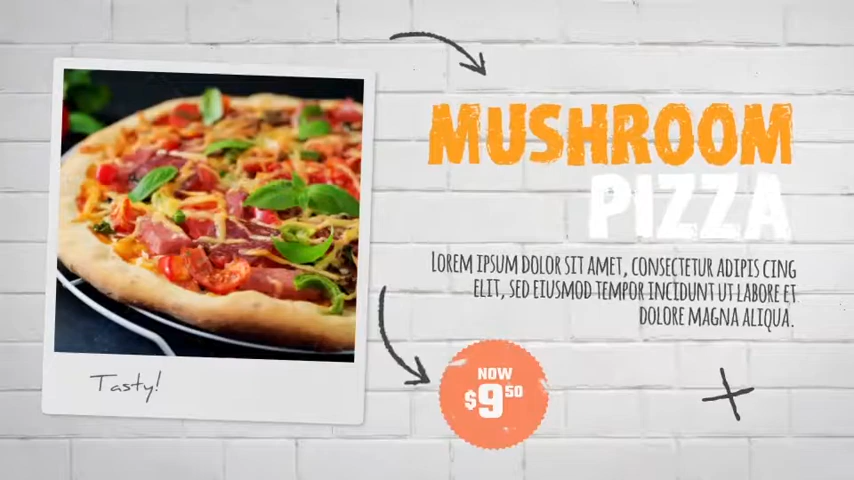 MUSHROOM
PIZZA
LOREM IPSUM DOLOR SIT AMET, CONSECTETUR ADIPIS CING
ELIT, SED EIUSMOD TEMPOR INCIDUNT UT LABORE ET
DOLORE MAGNA ALIQUA.
Tasty!
NOW
$9 50